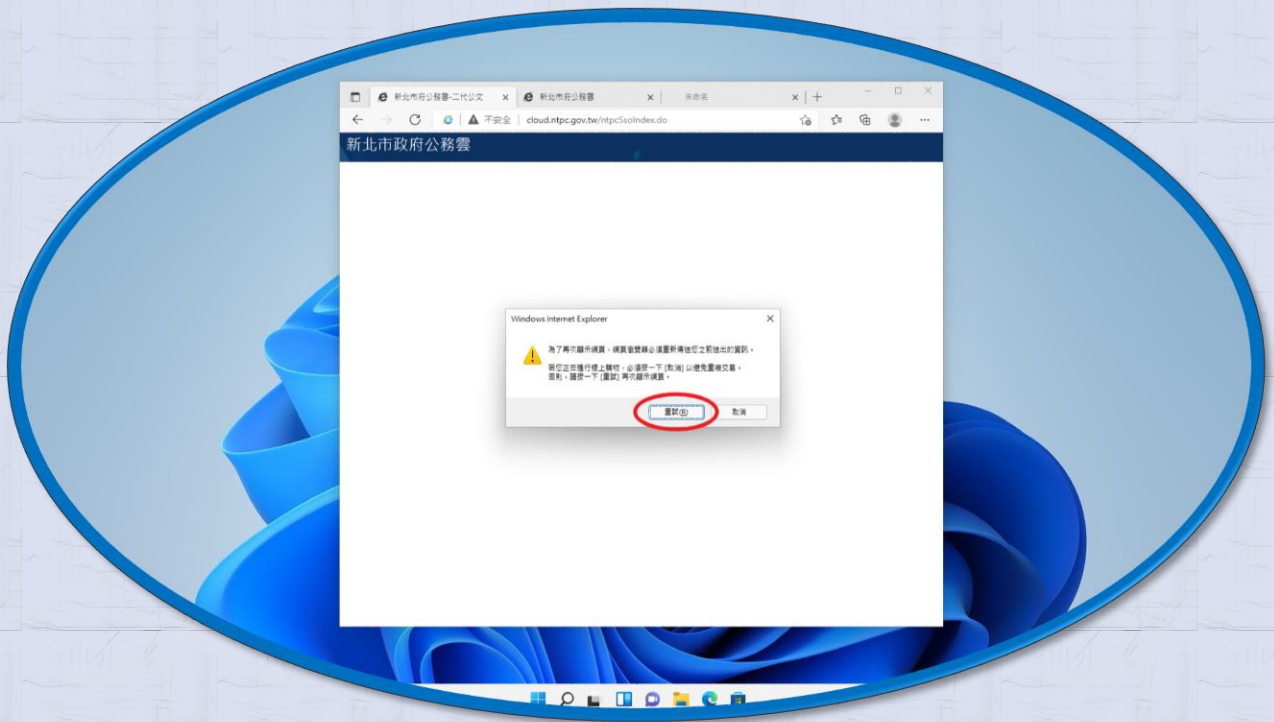 新北市府公務雲-二代公文
新北市府公務雲
未命名
不安全
cloud.ntpc.gov.tw/ntpcSsoIndex.do
新北市政府公務雲
Windows Internet Explorer
為了再次顯示網頁，網頁瀏覽器必須重新傳送您之前送出的資訊。
若您正在進行線上購物，必須按一下 [取消] 以避免重複交易。
否則，請按一下 [重試] 再次顯示網頁。
重試(R)
取消